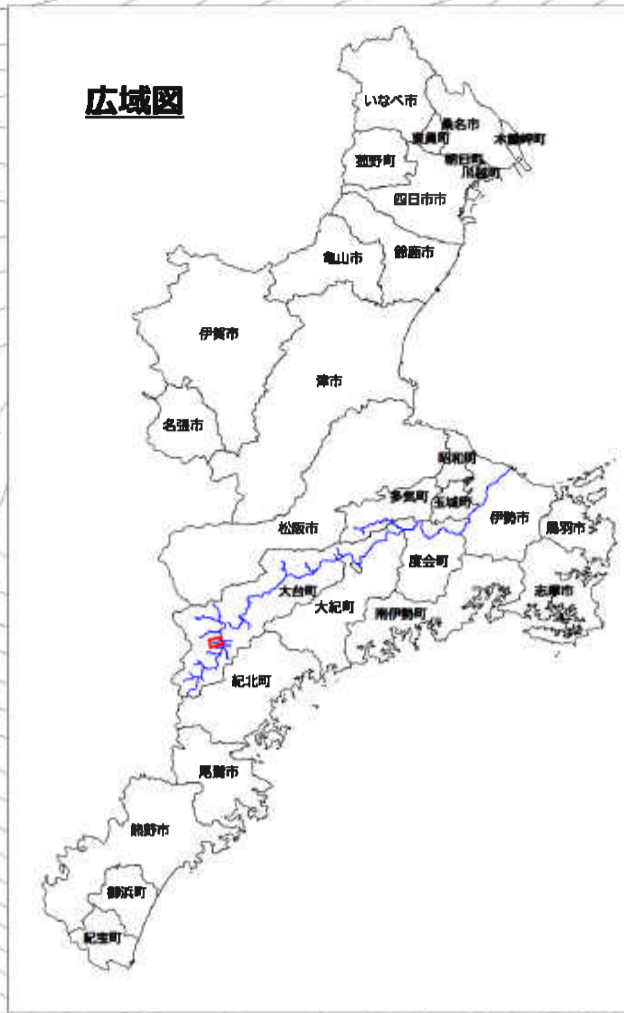 広域図
いなべ市
桑名市
東員町
木曽岬町
菰野町
朝日町
川越町
四日市市
亀山市
鈴鹿市
伊賀市
津市
名張市
明和町
多気町
玉城町
松阪市
伊勢市
鳥羽市
度会町
大台町
志摩市
大紀町
南伊勢町
紀北町
尾鷲市
熊野市
御浜町
紀宝町